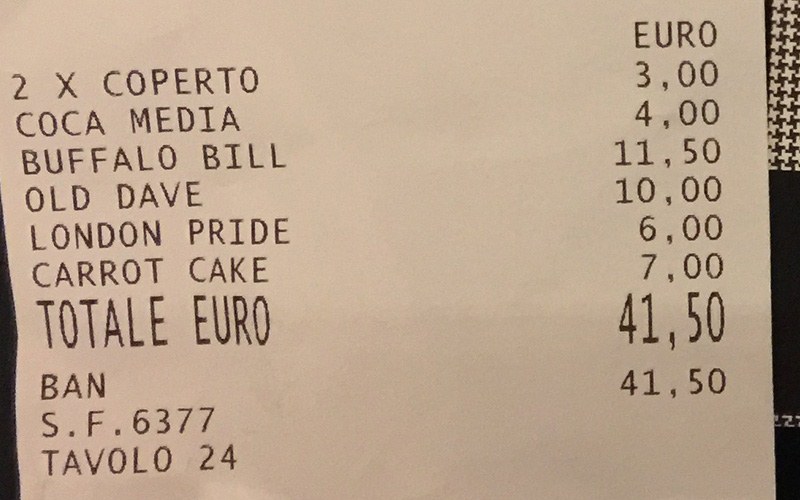 EURO
2 X COPERTO 3,00
COCA MEDIA 4,00
BUFFALO BILL 11,50
OLD DAVE 10,00
LONDON PRIDE 6,00
CARROT CAKE 7,00
TOTALE EURO 41,50
BAN 41,50
S.F.6377
TAVOLO 24